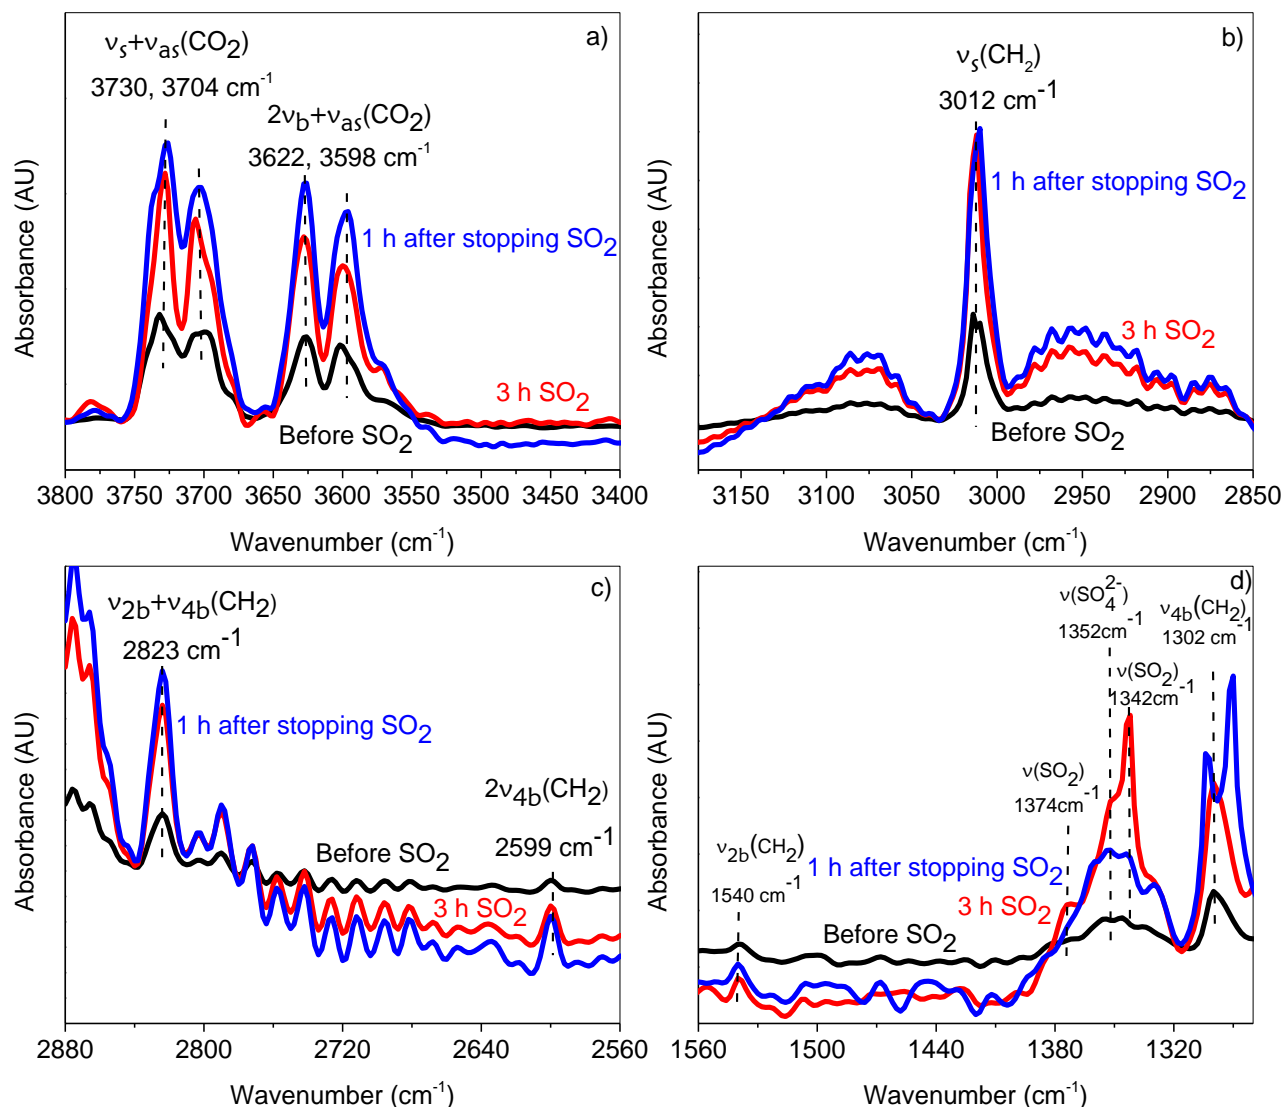 a)
νs+νas(CO2)
3730, 3704 cm-1
2νb+νas(CO2)
3622, 3598 cm-1
1 h after stopping SO2
3 h SO2
Before SO2
Absorbance (AU)
3800 3750 3700 3650 3600 3550 3500 3450 3400
Wavenumber (cm-1)
b)
νs(CH2)
3012 cm-1
1 h after stopping SO2
3 h SO2
Before SO2
Absorbance (AU)
3150 3100 3050 3000 2950 2900 2850
Wavenumber (cm-1)
c)
ν2b+ν4b(CH2)
2823 cm-1
1 h after stopping SO2
2ν4b(CH2)
2599 cm-1
Before SO2
3 h SO2
Absorbance (AU)
2880 2800 2720 2640 2560
Wavenumber (cm-1)
d)
ν(SO42-)
1352cm-1
ν4b(CH2)
1302 cm-1
ν(SO2)
1342cm-1
ν(SO2)
1374cm-1
ν2b(CH2)
1540 cm-1
1 h after stopping SO2
3 h SO2
Before SO2
Absorbance (AU)
1560 1500 1440 1380 1320
Wavenumber (cm-1)